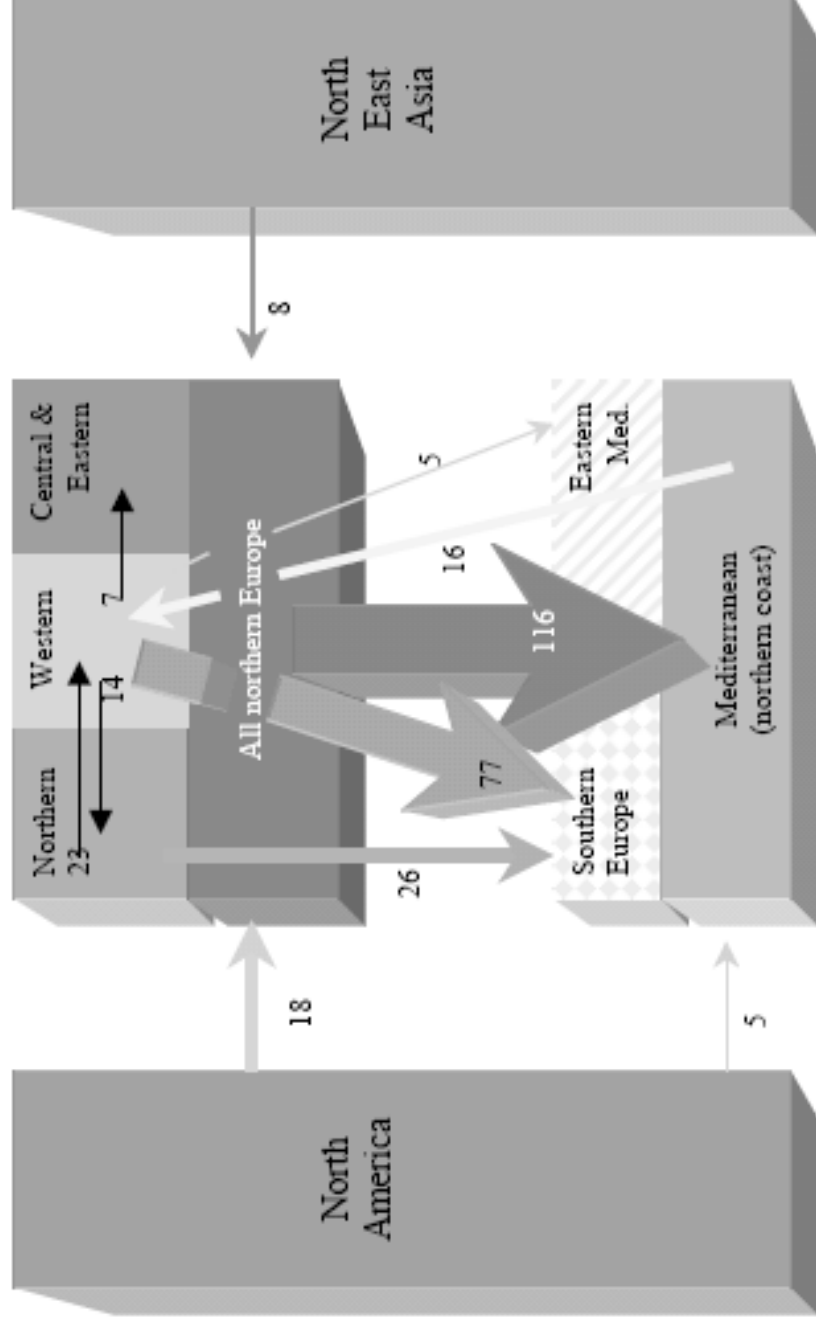 Northern
23
Western
14
7
Central &
Eastern
All northern Europe
North
America
18
8
North
East
Asia
26
77
116
16
5
Southern
Europe
Eastern
Med.
5
Mediterranean
(northern coast)